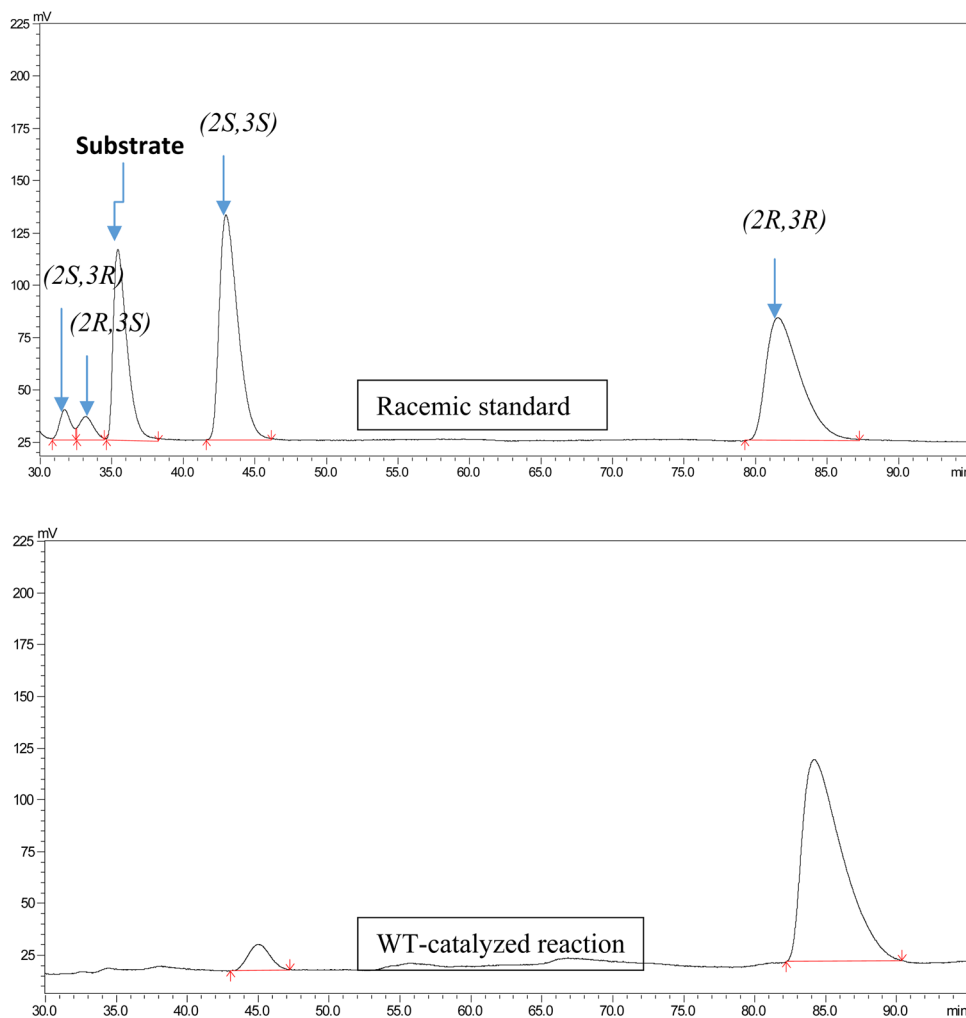 mV
225
200
175
150
125
100
75
50
25
(2S,3S)
Substrate
(2R,3R)
(2S,3R)
(2R,3S)
Racemic standard
30.0 35.0 40.0 45.0 50.0 55.0 60.0 65.0 70.0 75.0 80.0 85.0 90.0 min
mV
225
200
175
150
125
100
75
50
25
WT-catalyzed reaction
30.0 35.0 40.0 45.0 50.0 55.0 60.0 65.0 70.0 75.0 80.0 85.0 90.0 min